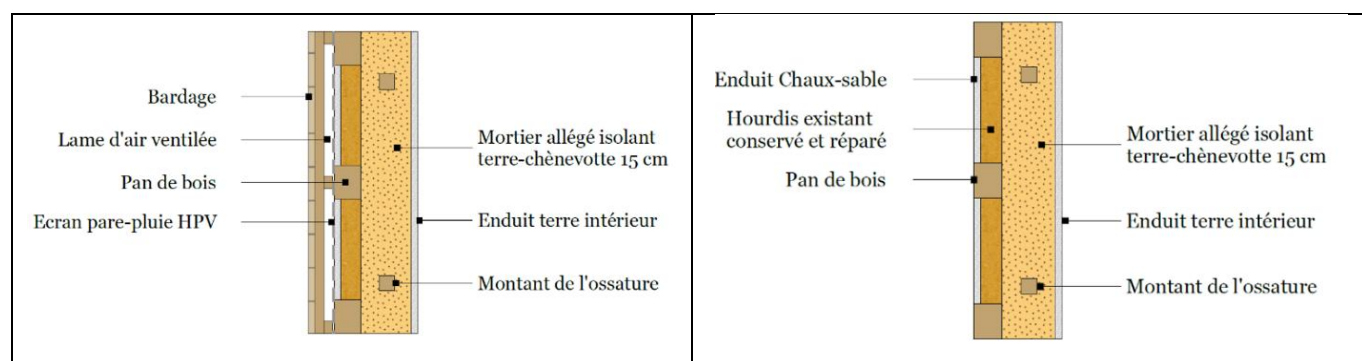 Bardage
Lame d'air ventilée
Pan de bois
Ecran pare-pluie HPV
Mortier allégé isolant
terre-chènevotte 15 cm
Enduit terre intérieur
Montant de l'ossature
Enduit Chaux-sable
Hourdis existant
conservé et réparé
Pan de bois
Mortier allégé isolant
terre-chènevotte 15 cm
Enduit terre intérieur
Montant de l'ossature